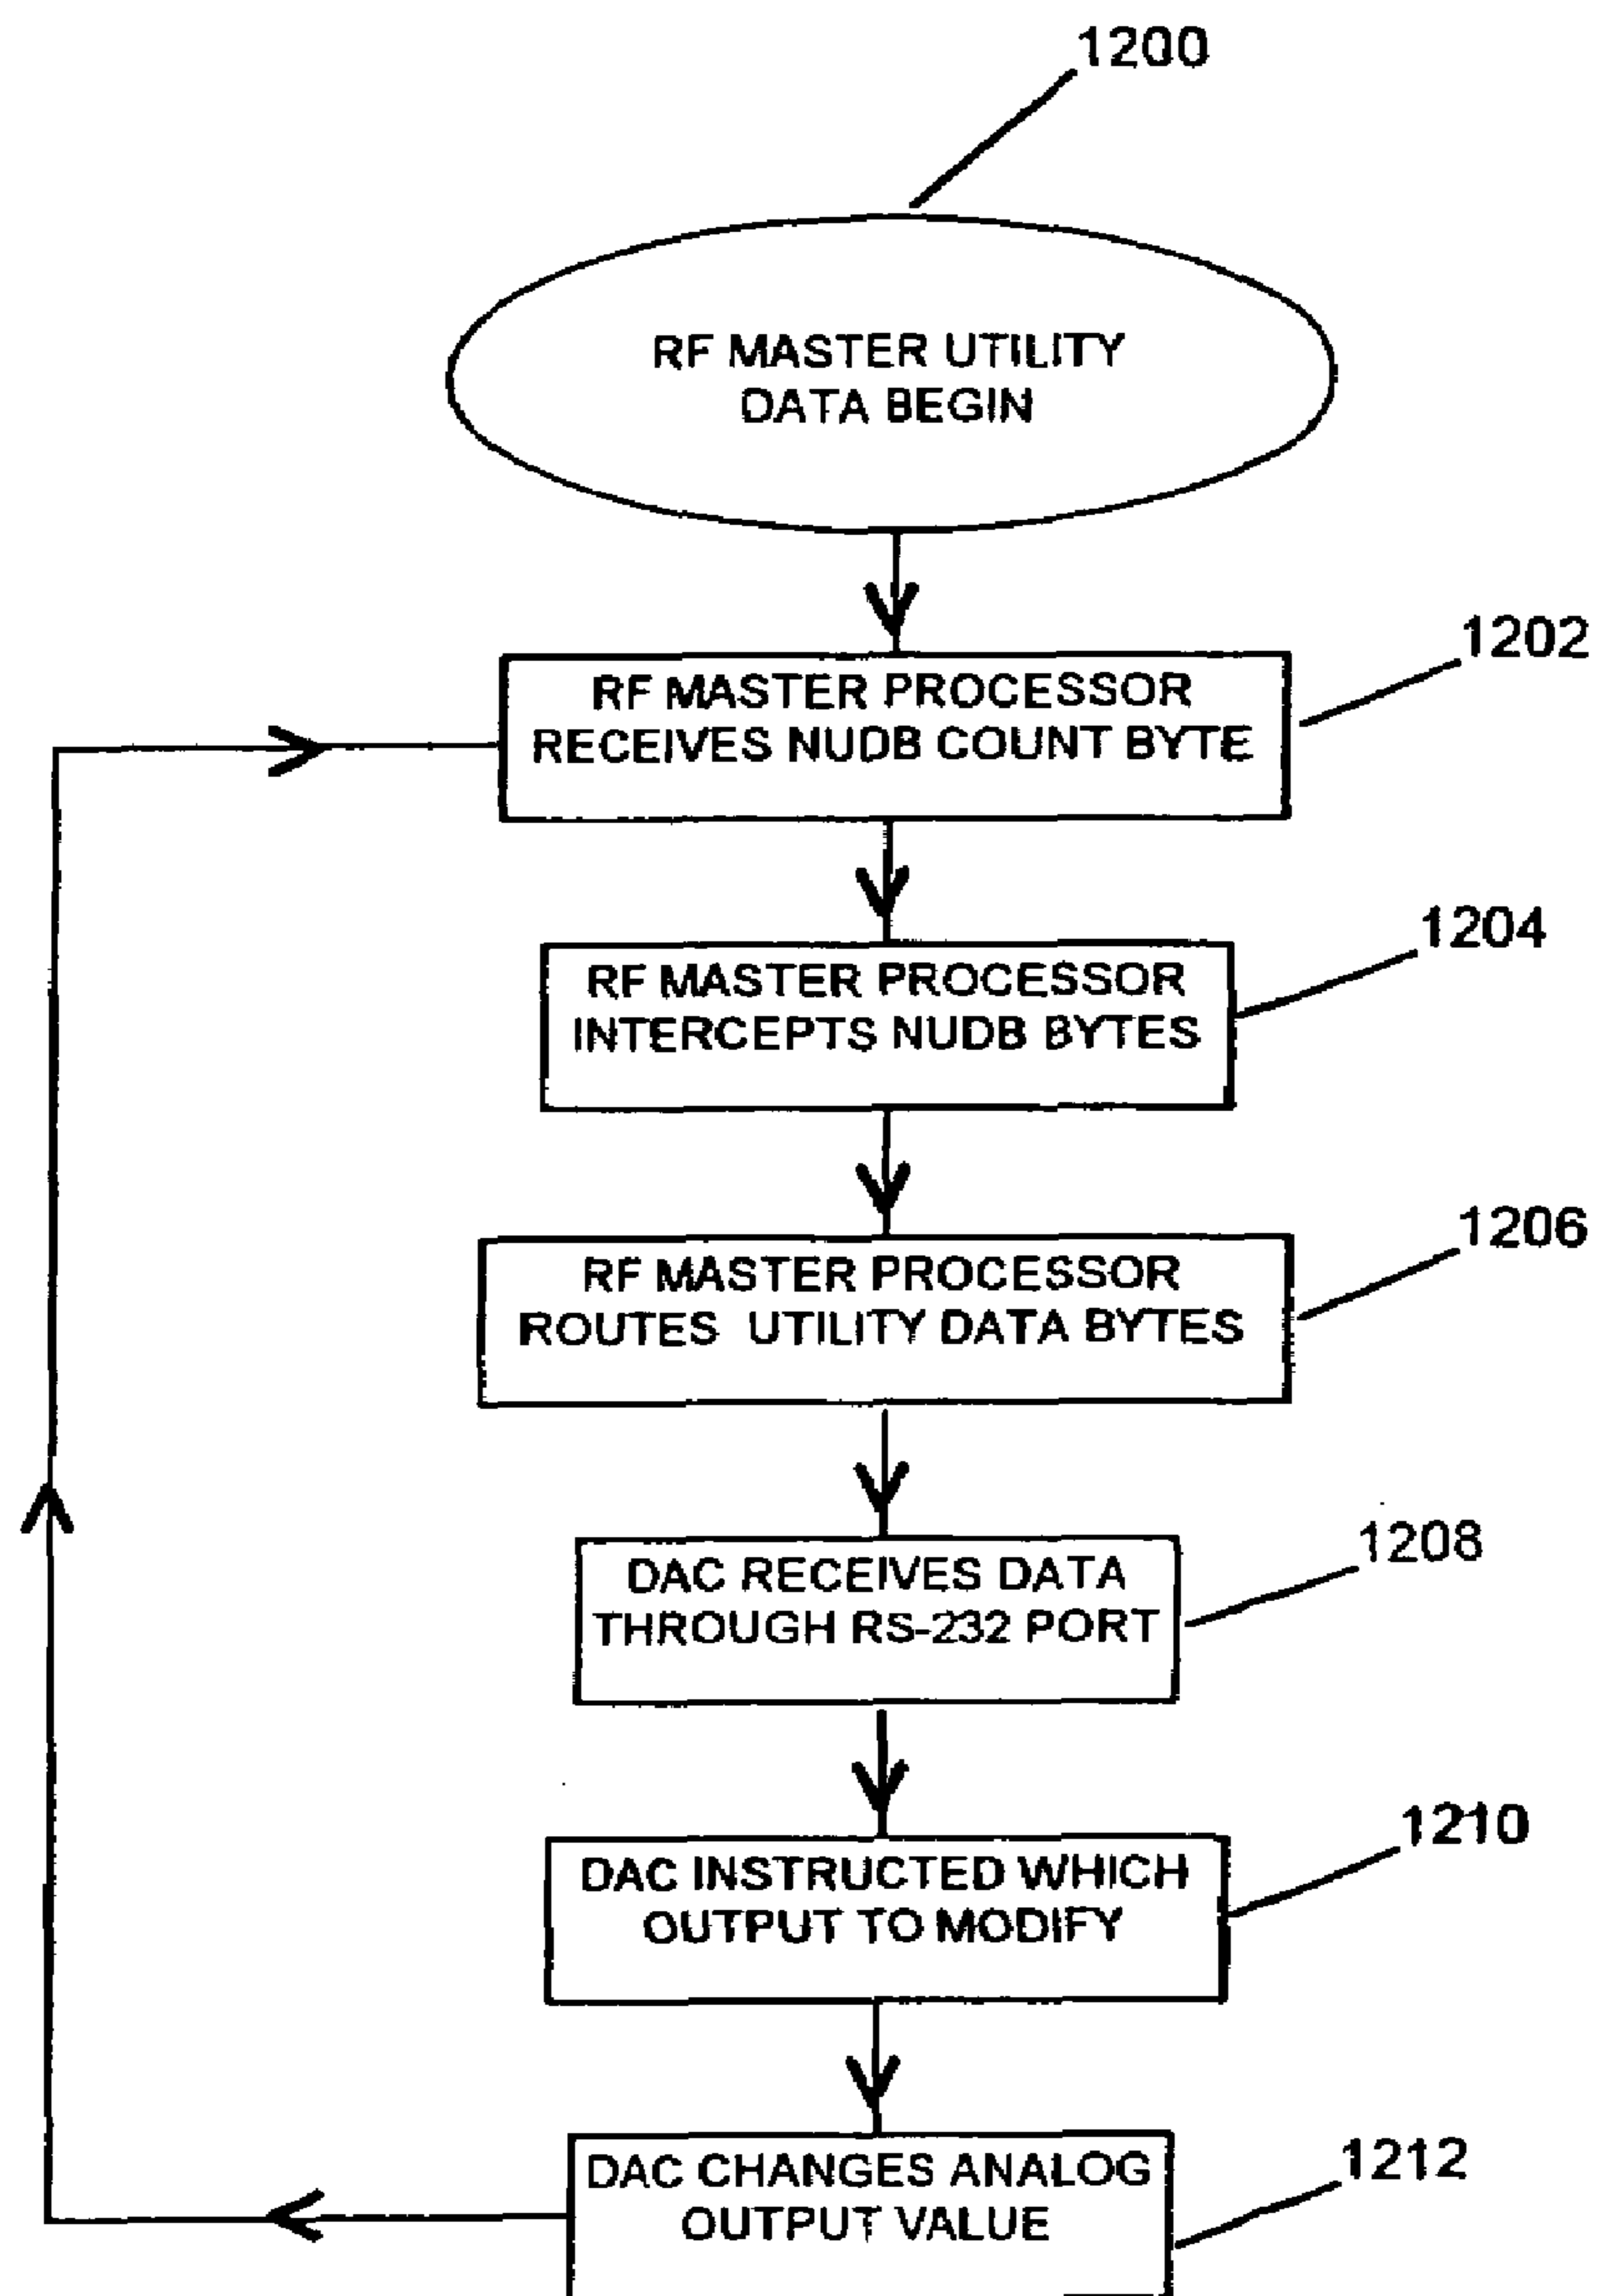 1200
RF MASTER UTILITY
DATA BEGIN
1202
RF MASTER PROCESSOR
RECEIVES NUDB COUNT BYTE
1204
RF MASTER PROCESSOR
INTERCEPTS NUDB BYTES
1206
RF MASTER PROCESSOR
ROUTES UTILITY DATA BYTES
1208
DAC RECEIVES DATA
THROUGH RS-232 PORT
1210
DAC INSTRUCTED WHICH
OUTPUT TO MODIFY
1212
DAC CHANGES ANALOG
OUTPUT VALUE